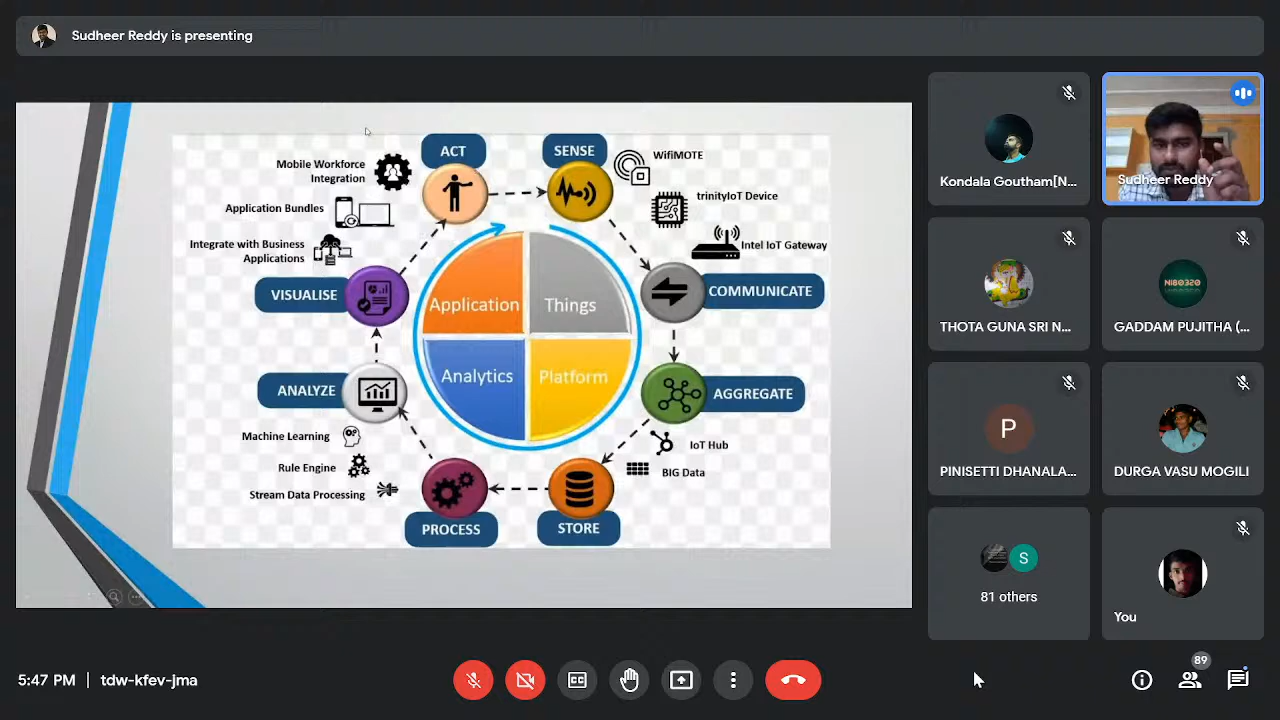 Sudheer Reddy is presenting
ACT
SENSE
Mobile Workforce
Integration
WifiMOTE
Application Bundles
trinityIoT Device
Integrate with Business
Applications
Intel IoT Gateway
VISUALISE
COMMUNICATE
Application
Things
Analytics
Platform
ANALYZE
AGGREGATE
Machine Learning
IoT Hub
Rule Engine
BIG Data
Stream Data Processing
PROCESS
STORE
Kondala Goutham[N...
Sudheer Reddy
THOTA GUNA SRI N...
GADDAM PUJITHA (...
N180320
P
PINISETTI DHANALA...
DURGA VASU MOGILI
S
81 others
You
5:47 PM | tdw-kfev-jma
CC
89